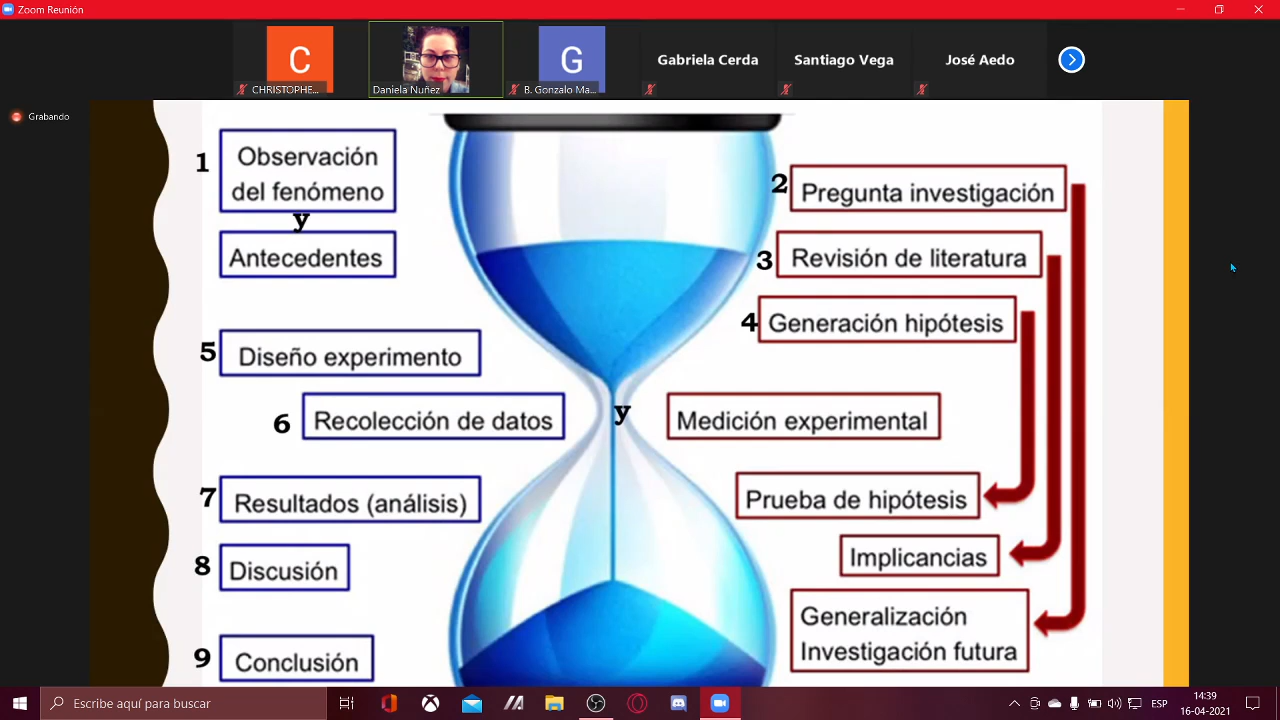 Zoom Reunión
C
G
CHRISTOPHE...
Daniela Nuñez
B. Gonzalo Ma...
Gabriela Cerda
Santiago Vega
José Aedo
Grabando
1
Observación
del fenómeno
y
Antecedentes
2
Pregunta investigación
3
Revisión de literatura
4
Generación hipótesis
5
Diseño experimento
6
Recolección de datos
y
Medición experimental
7
Resultados (análisis)
Prueba de hipótesis
8
Discusión
Implicancias
9
Conclusión
Generalización
Investigación futura
Escribe aquí para buscar
ESP
14:39
16-04-2021